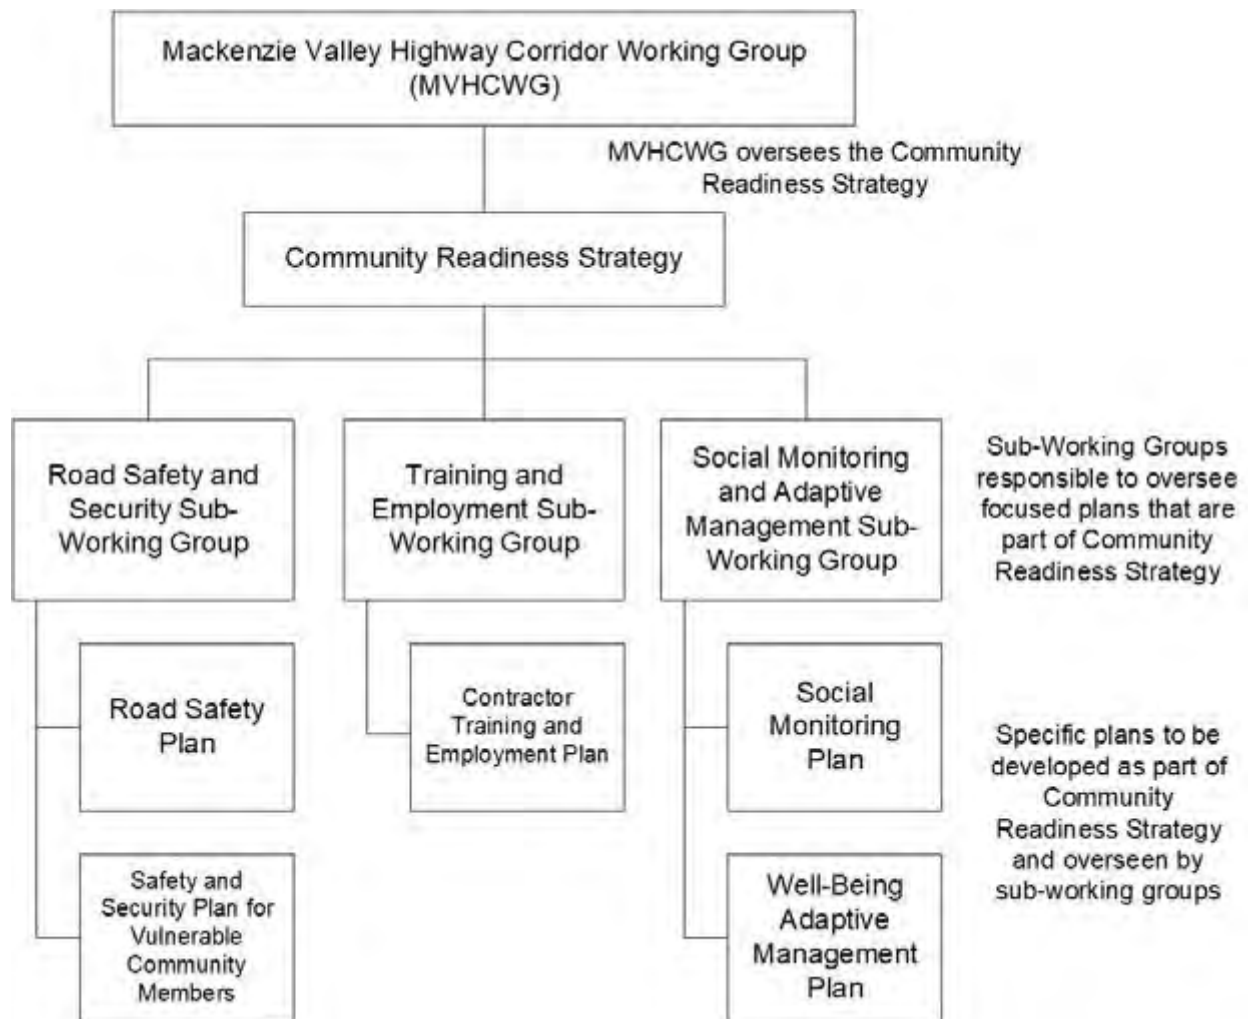 Mackenzie Valley Highway Corridor Working Group
(MVHCWG)
MVHCWG oversees the Community
Readiness Strategy
Community Readiness Strategy
Road Safety and
Security Sub-
Working Group
Training and
Employment Sub-
Working Group
Social Monitoring
and Adaptive
Management Sub-
Working Group
Sub-Working Groups
responsible to oversee
focused plans that are
part of Community
Readiness Strategy
Road Safety
Plan
Contractor
Training and
Employment Plan
Social
Monitoring
Plan
Specific plans to be
developed as part of
Community
Readiness Strategy
and overseen by
sub-working groups
Safety and
Security Plan for
Vulnerable
Community
Members
Well-Being
Adaptive
Management
Plan